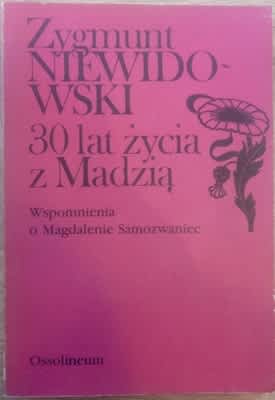 Zygmunt
NIEWIDO-
WSKI
30 lat życia
z Madzią
Wspomnienia
o Magdalenie Samozwaniec
Ossolineum